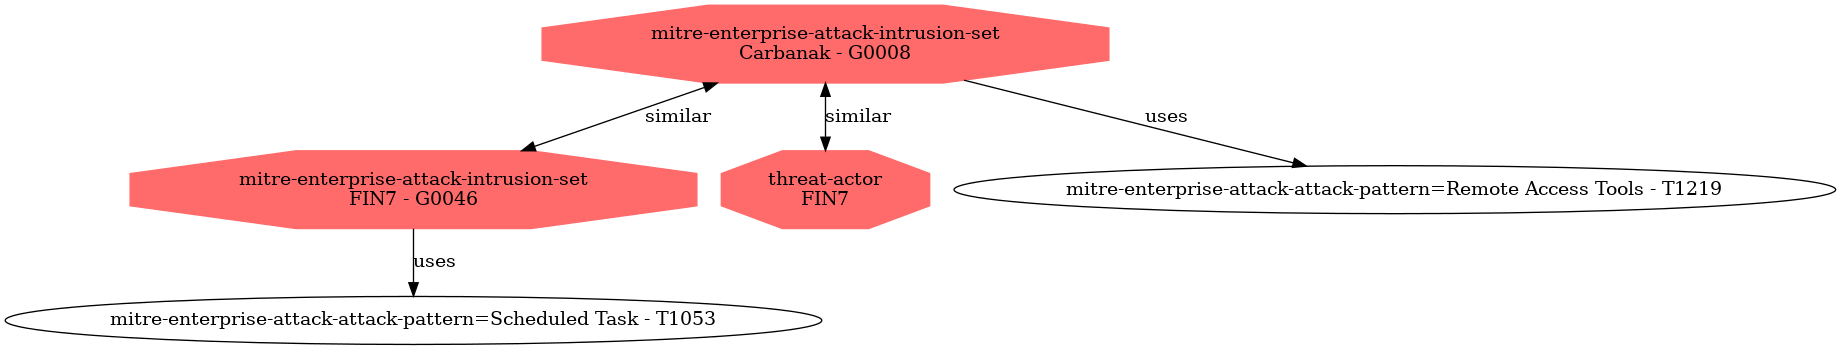 mitre-enterprise-attack-intrusion-set
Carbanak - G0008
similar
similar
uses
mitre-enterprise-attack-intrusion-set
FIN7 - G0046
threat-actor
FIN7
mitre-enterprise-attack-attack-pattern=Remote Access Tools - T1219
uses
mitre-enterprise-attack-attack-pattern=Scheduled Task - T1053